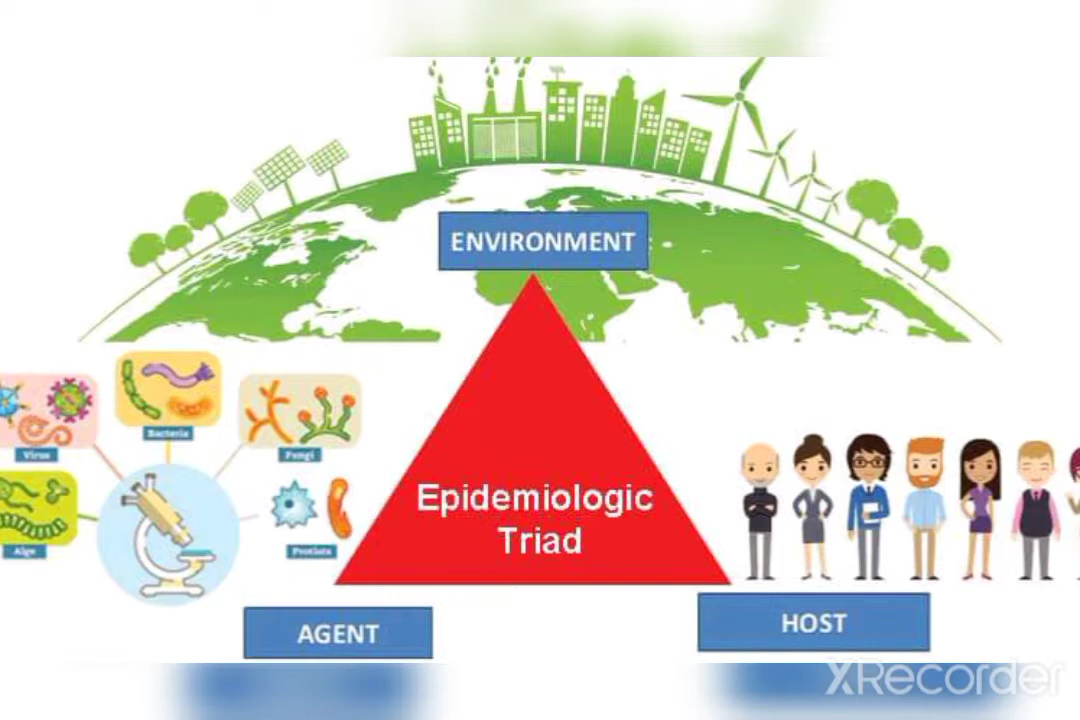 ENVIRONMENT
Virus
Bacteria
Fungi
Alge
Protista
Epidemiologic
Triad
AGENT
HOST
XRecorder